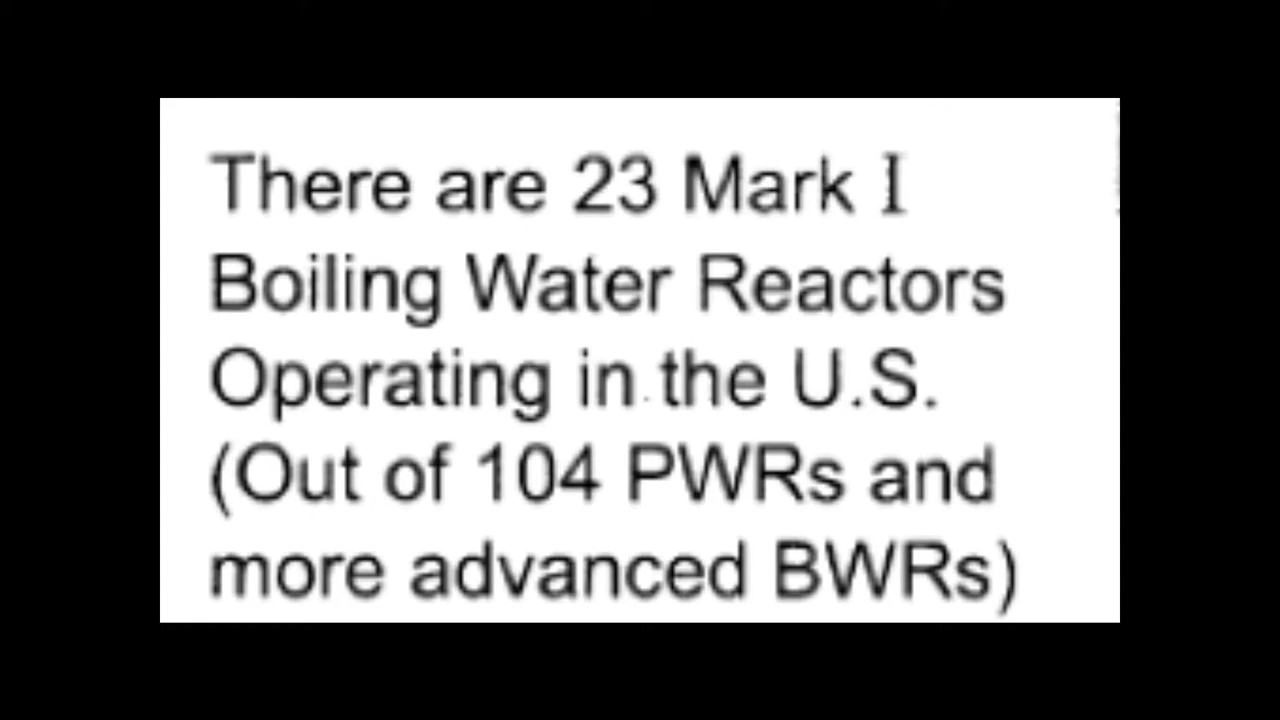 There are 23 Mark I
Boiling Water Reactors
Operating in the U.S.
(Out of 104 PWRs and
more advanced BWRs)